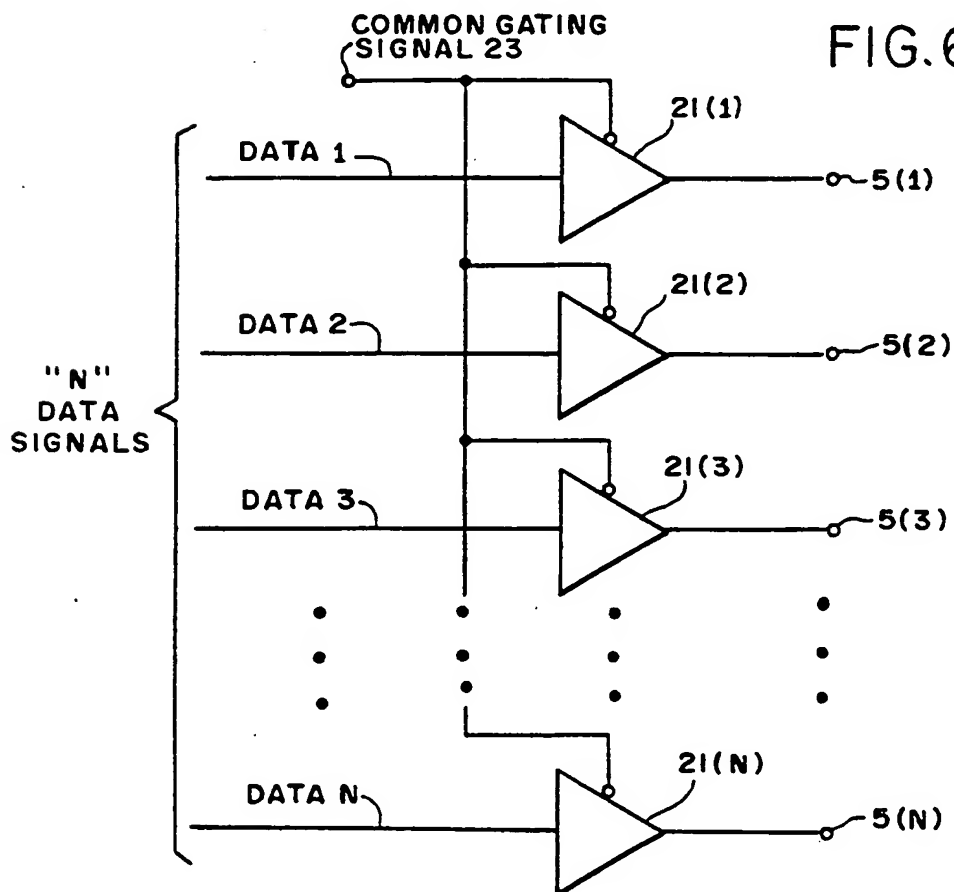 COMMON GATING
SIGNAL 23
FIG.6
21(1)
DATA 1
5(1)
21(2)
DATA 2
5(2)
"N"
DATA
SIGNALS
21(3)
DATA 3
5(3)
21(N)
DATA N
5(N)